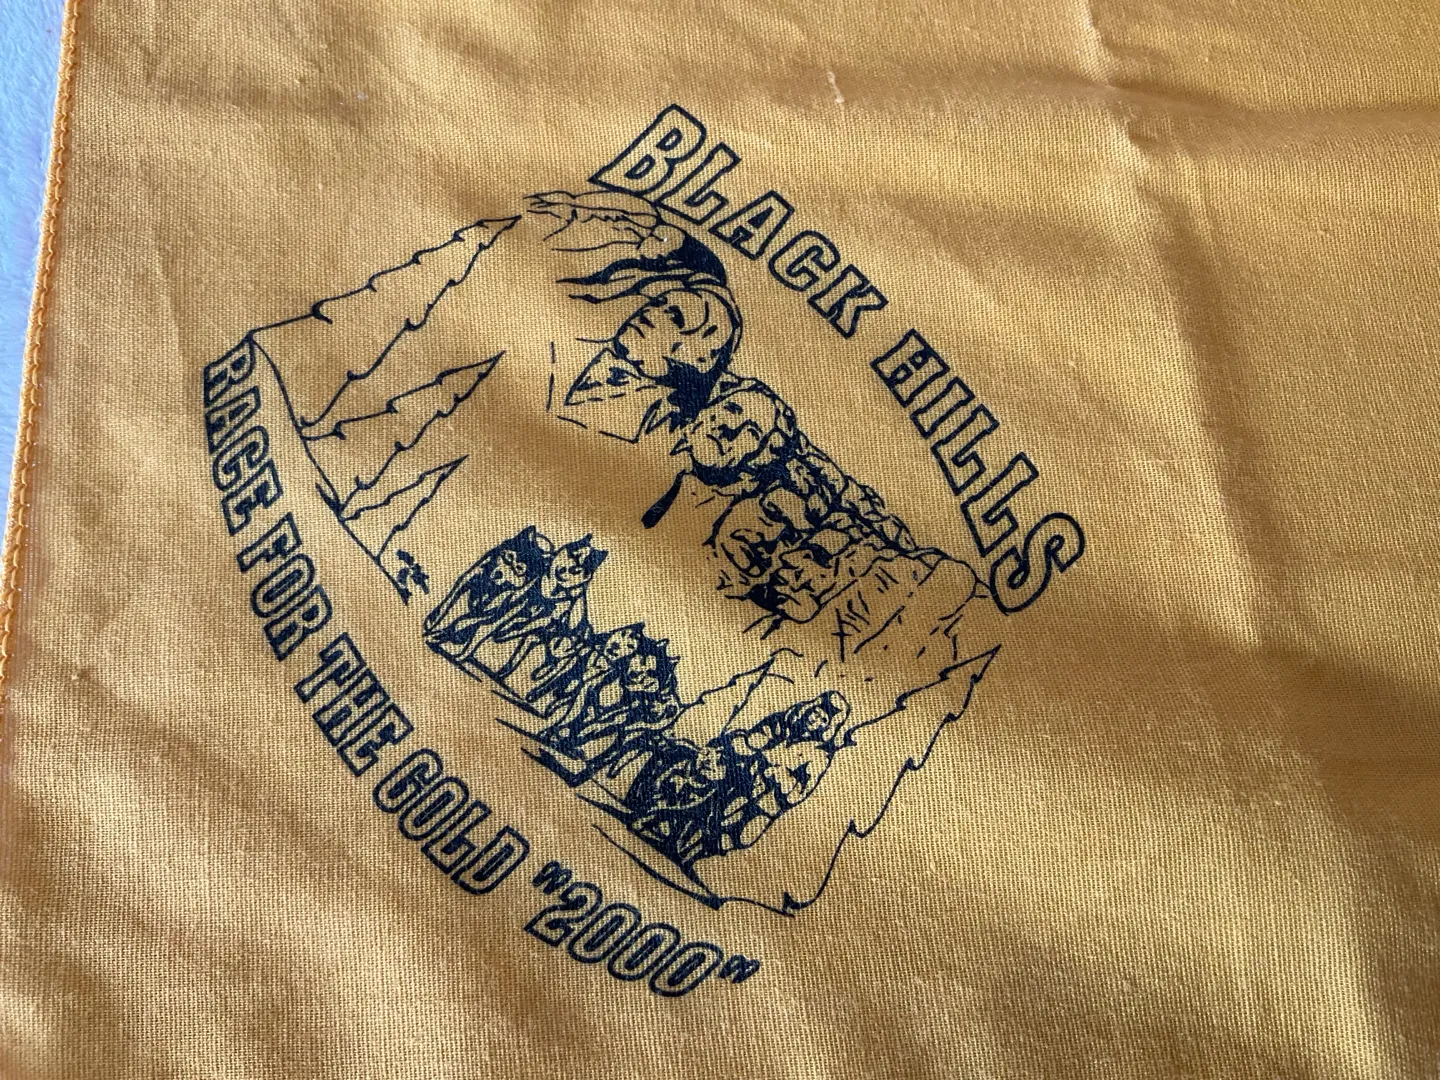 BLACK HILLS
RACE FOR THE GOLD "2000"